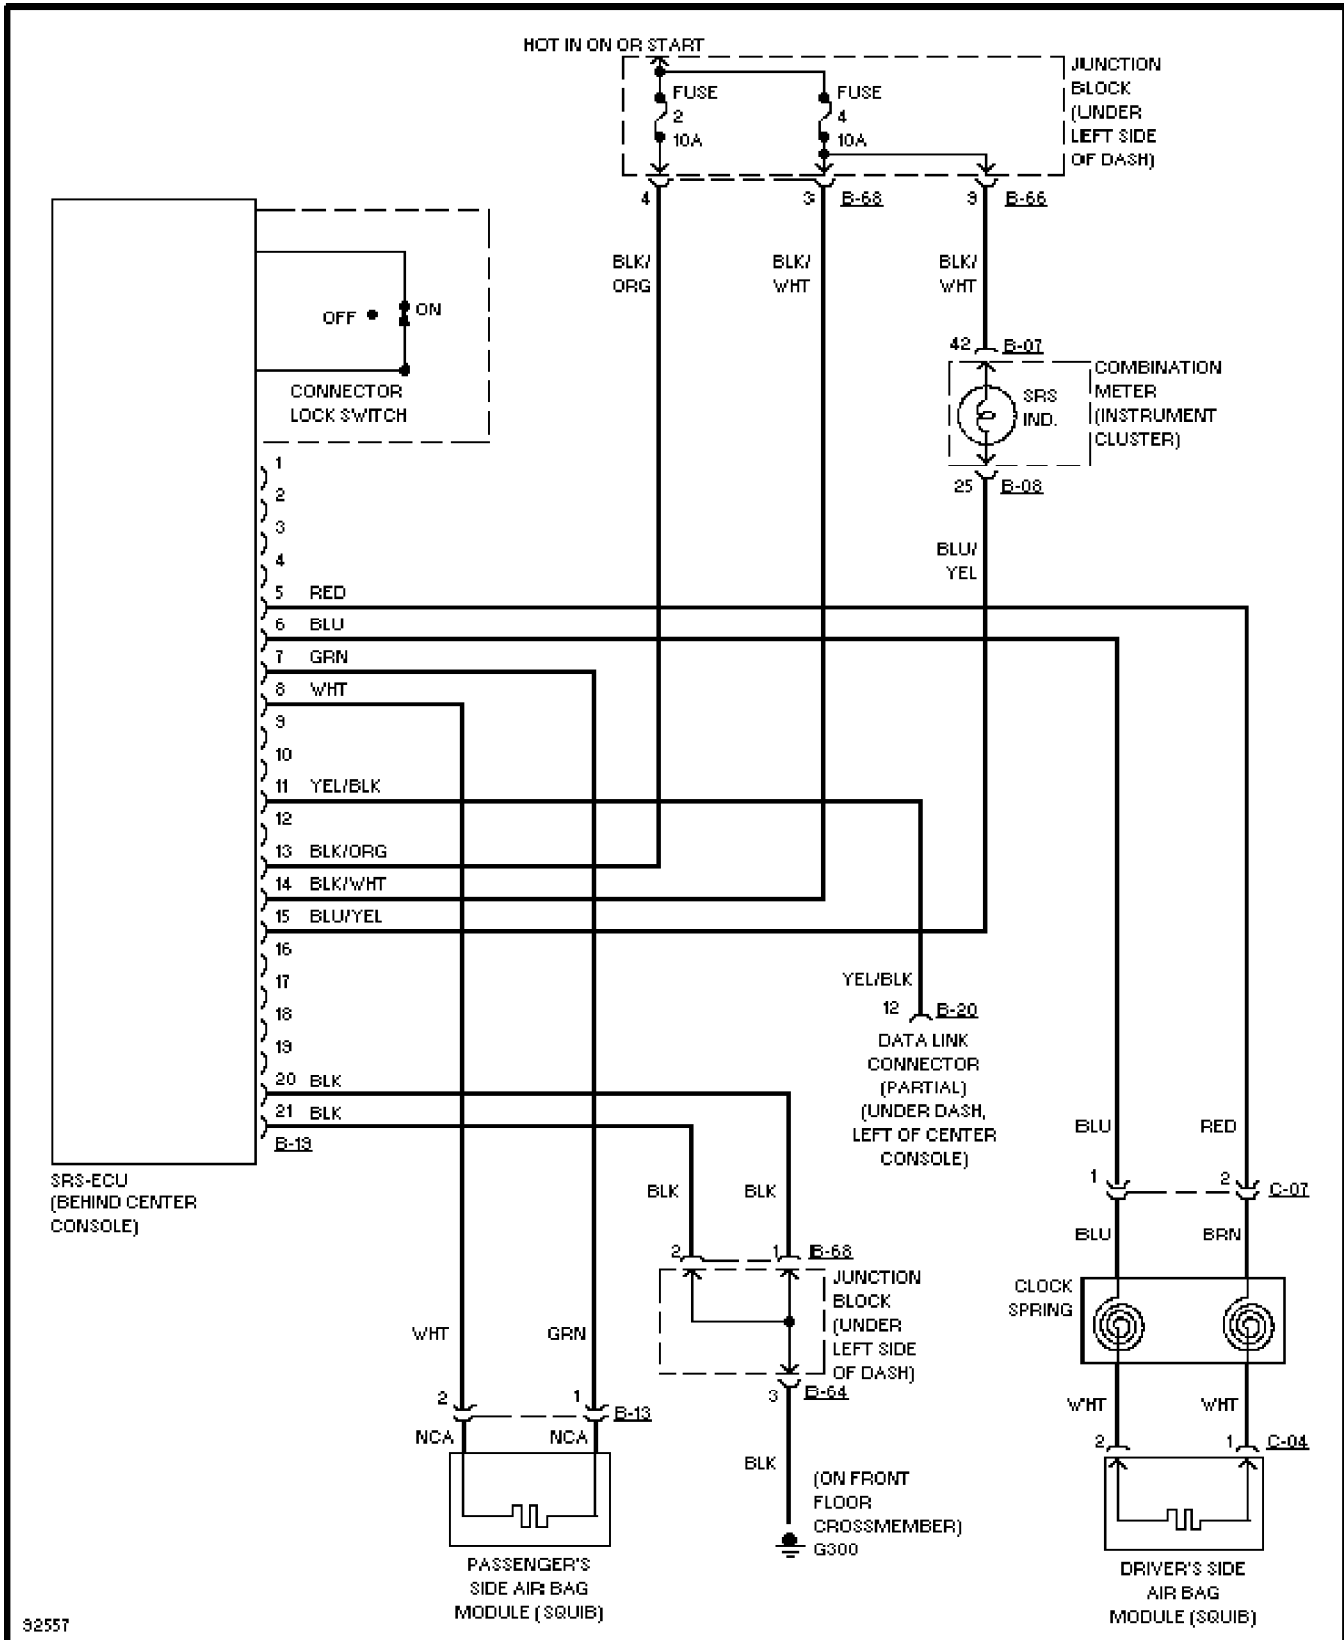 HOT IN ON OR START
JUNCTION
BLOCK
(UNDER
LEFT SIDE
OF DASH)
FUSE
2
10A
FUSE
4
10A
4
3
B-68
9
B-66
BLK/
ORG
BLK/
WHT
BLK/
WHT
OFF
ON
CONNECTOR
LOCK SWITCH
42
B-07
COMBINATION
METER
(INSTRUMENT
CLUSTER)
SRS
IND.
25
B-08
BLU/
YEL
1
2
3
4
5 RED
6 BLU
7 GRN
8 WHT
9
10
11 YEL/BLK
12
13 BLK/ORG
14 BLK/WHT
15 BLU/YEL
16
17
18
19
20 BLK
21 BLK
B-19
SRS-ECU
(BEHIND CENTER
CONSOLE)
YEL/BLK
12
B-20
DATA LINK
CONNECTOR
(PARTIAL)
(UNDER DASH,
LEFT OF CENTER
CONSOLE)
BLU
RED
1
2
C-07
BLU
BRN
CLOCK
SPRING
WHT
WHT
2
1
C-04
DRIVER'S SIDE
AIR BAG
MODULE (SQUIB)
BLK
BLK
2
1
B-68
JUNCTION
BLOCK
(UNDER
LEFT SIDE
OF DASH)
3
B-64
BLK
(ON FRONT
FLOOR
CROSSMEMBER)
G300
WHT
GRN
2
1
B-13
NCA
NCA
PASSENGER'S
SIDE AIR BAG
MODULE (SQUIB)
92557